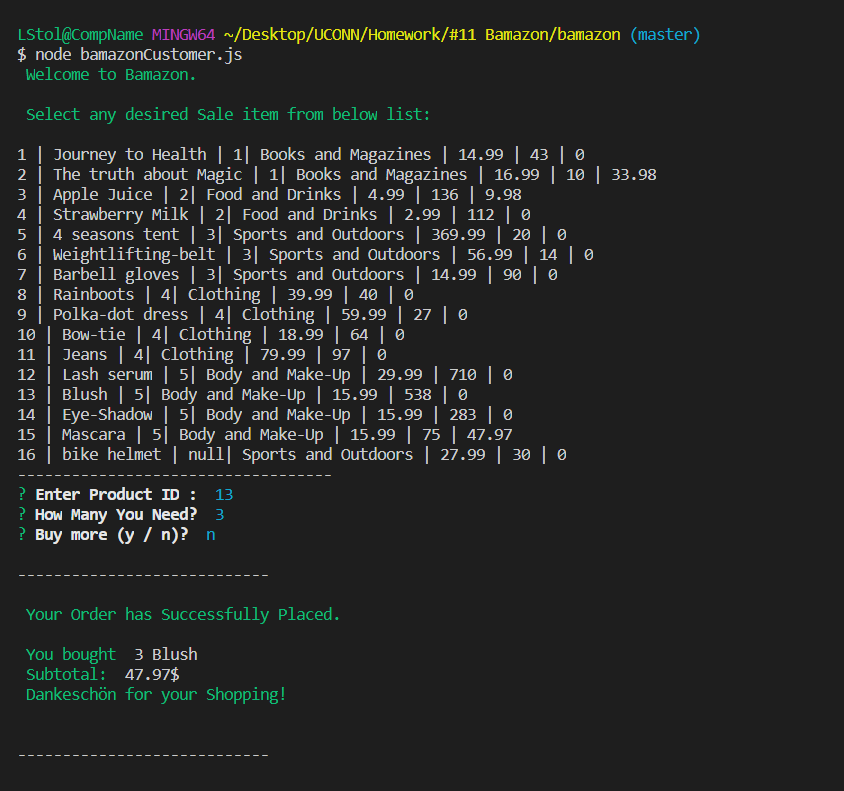 LStol@CompName MINGW64 ~/Desktop/UCONN/Homework/#11 Bamazon/bamazon (master)
$ node bamazonCustomer.js
Welcome to Bamazon.
Select any desired Sale item from below list:
1 | Journey to Health | 1| Books and Magazines | 14.99 | 43 | 0
2 | The truth about Magic | 1| Books and Magazines | 16.99 | 10 | 33.98
3 | Apple Juice | 2| Food and Drinks | 4.99 | 136 | 9.98
4 | Strawberry Milk | 2| Food and Drinks | 2.99 | 112 | 0
5 | 4 seasons tent | 3| Sports and Outdoors | 369.99 | 20 | 0
6 | Weightlifting-belt | 3| Sports and Outdoors | 56.99 | 14 | 0
7 | Barbell gloves | 3| Sports and Outdoors | 14.99 | 90 | 0
8 | Rainboots | 4| Clothing | 39.99 | 40 | 0
9 | Polka-dot dress | 4| Clothing | 59.99 | 27 | 0
10 | Bow-tie | 4| Clothing | 18.99 | 64 | 0
11 | Jeans | 4| Clothing | 79.99 | 97 | 0
12 | Lash serum | 5| Body and Make-Up | 29.99 | 710 | 0
13 | Blush | 5| Body and Make-Up | 15.99 | 538 | 0
14 | Eye-Shadow | 5| Body and Make-Up | 15.99 | 283 | 0
15 | Mascara | 5| Body and Make-Up | 15.99 | 75 | 47.97
16 | bike helmet | null| Sports and Outdoors | 27.99 | 30 | 0
-----------------------------------
? Enter Product ID :  13
? How Many You Need?  3
? Buy more (y / n)?  n
----------------------------
Your Order has Successfully Placed.
You bought  3 Blush
Subtotal:  47.97$
Dankeschön for your Shopping!
----------------------------